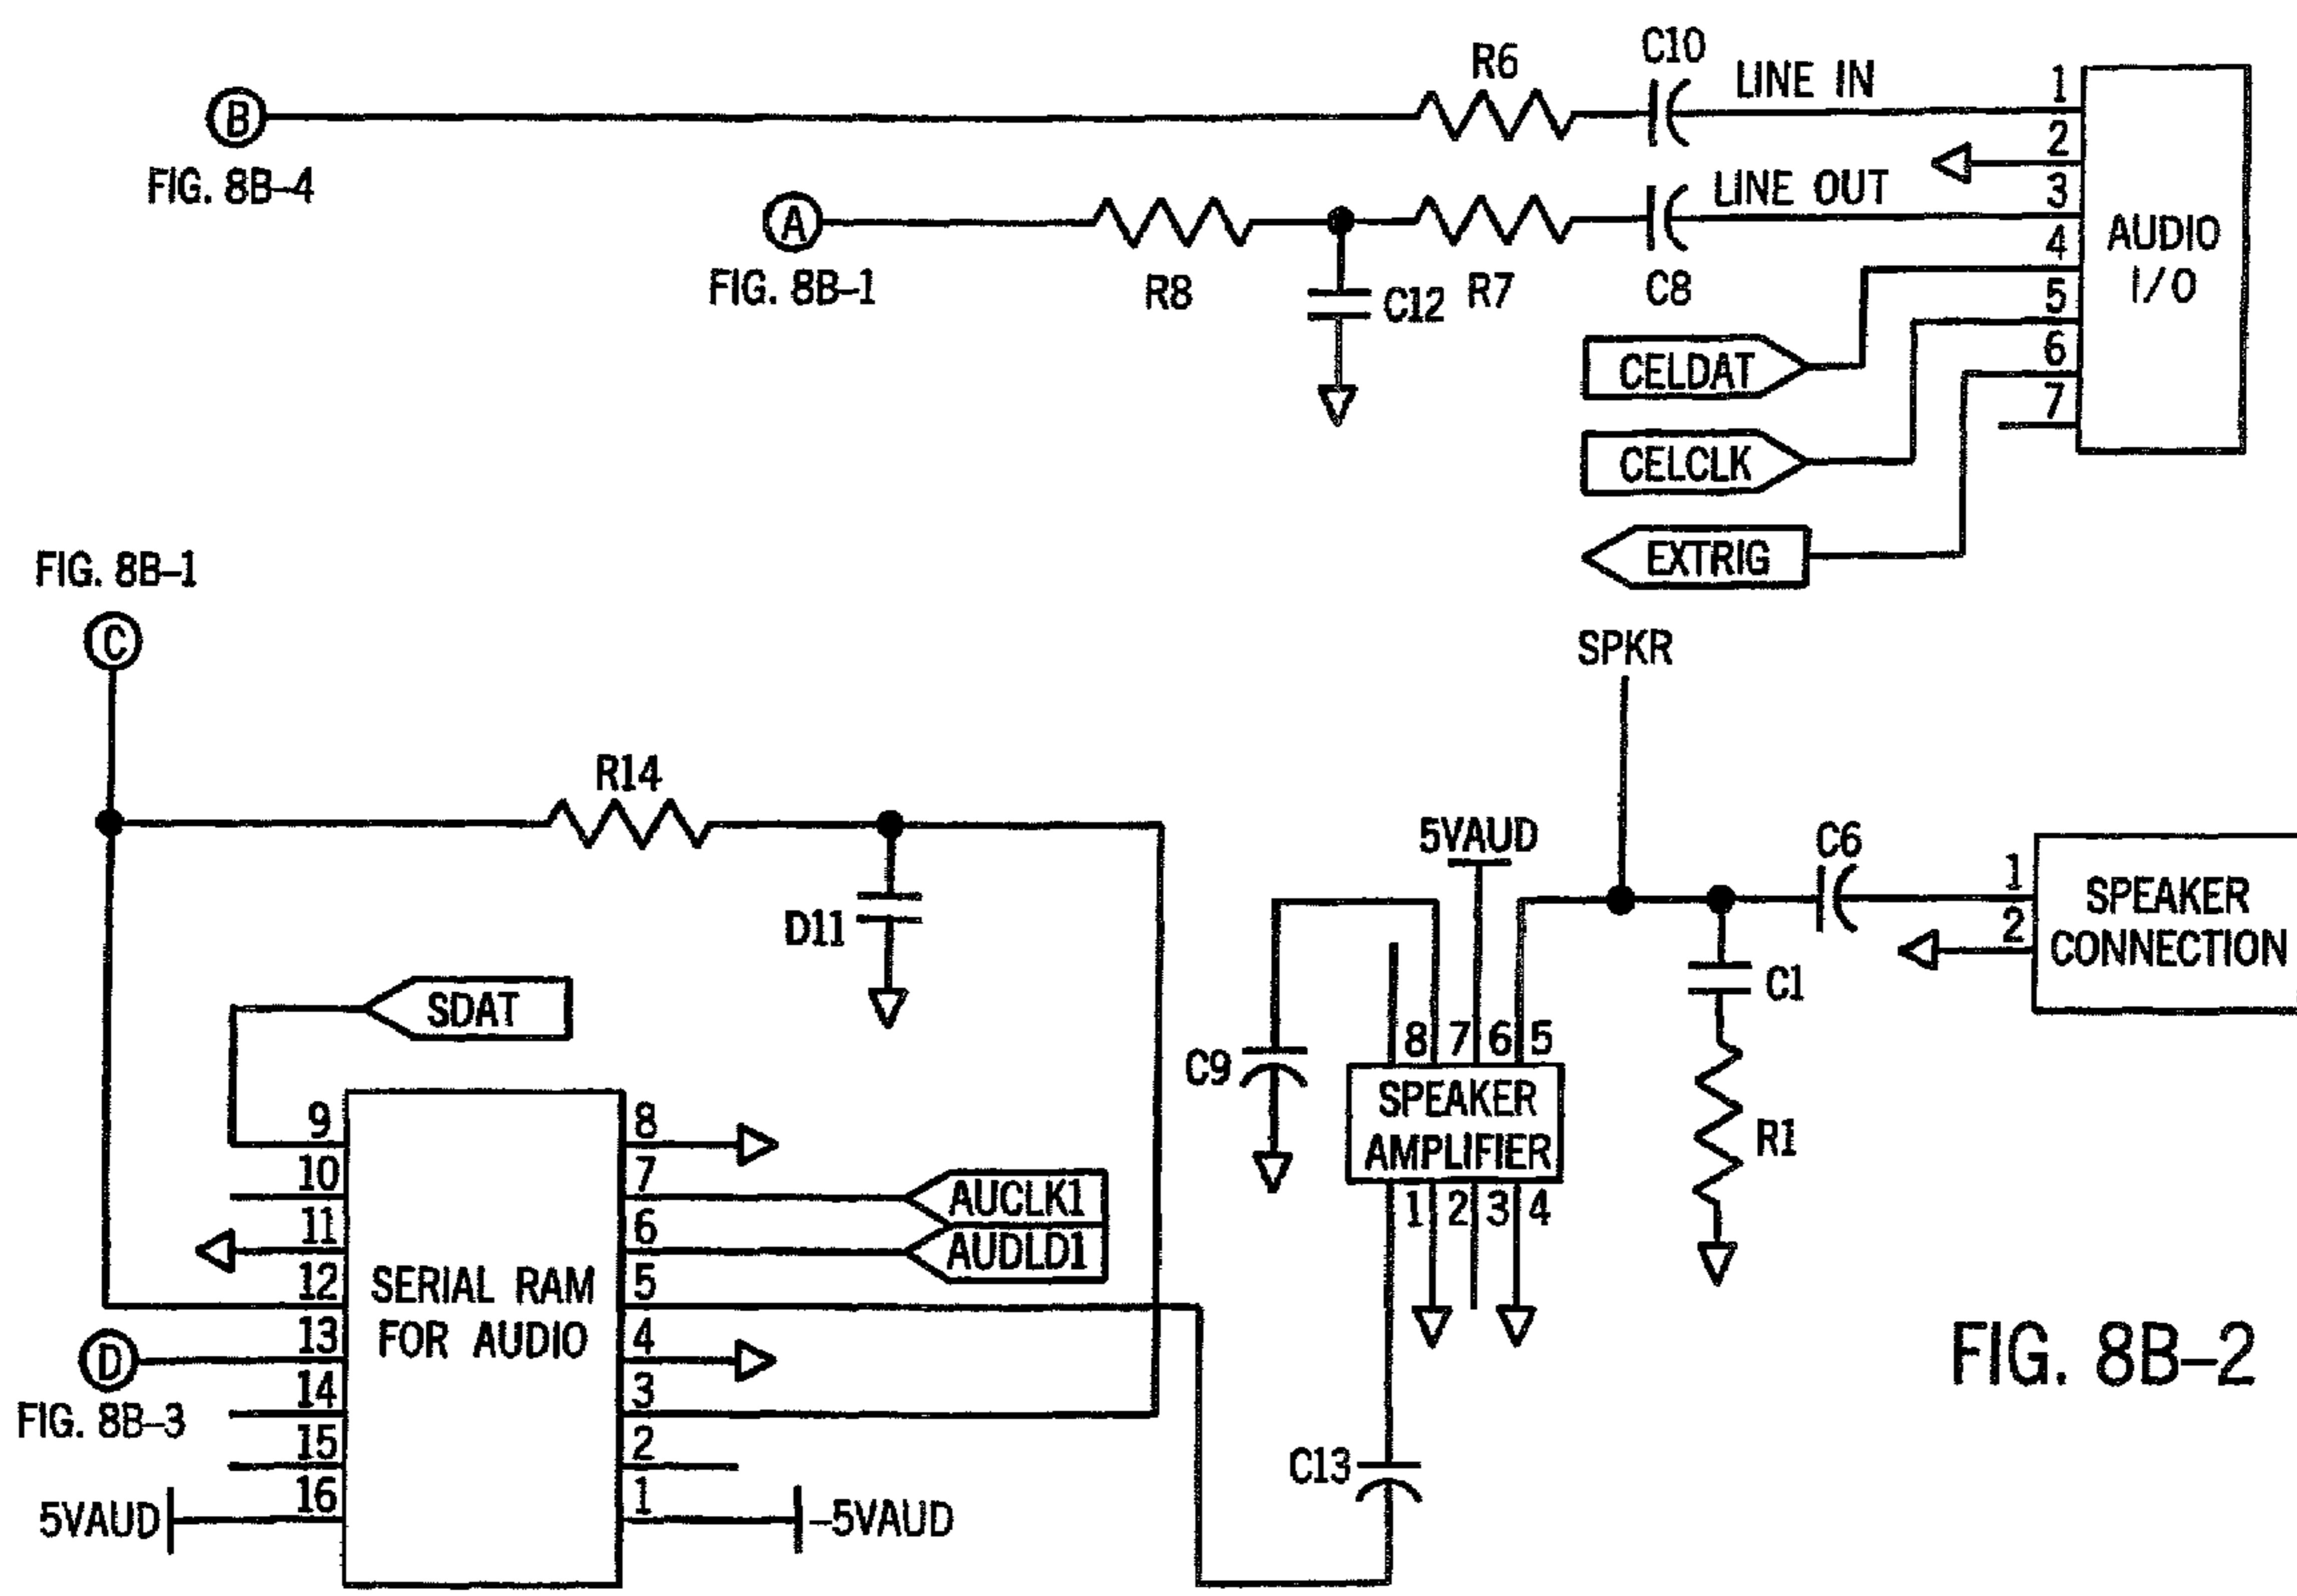 B
FIG. 8B-4
R6
C10
LINE IN
A
FIG. 8B-1
R8
C12
R7
C8
LINE OUT
1
2
3
4
5
6
7
AUDIO
I/O
CELDAT
CELCLK
EXTRIG
FIG. 8B-1
C
R14
D11
SDAT
9
10
11
12
13
14
15
16
SERIAL RAM
FOR AUDIO
8
7
6
5
4
3
2
1
AUCLK1
AUDLD1
D
FIG. 8B-3
5VAUD
-5VAUD
SPKR
5VAUD
C9
8 7 6 5
SPEAKER
AMPLIFIER
1 2 3 4
C13
C6
C1
R1
1
2
SPEAKER
CONNECTION
FIG. 8B-2